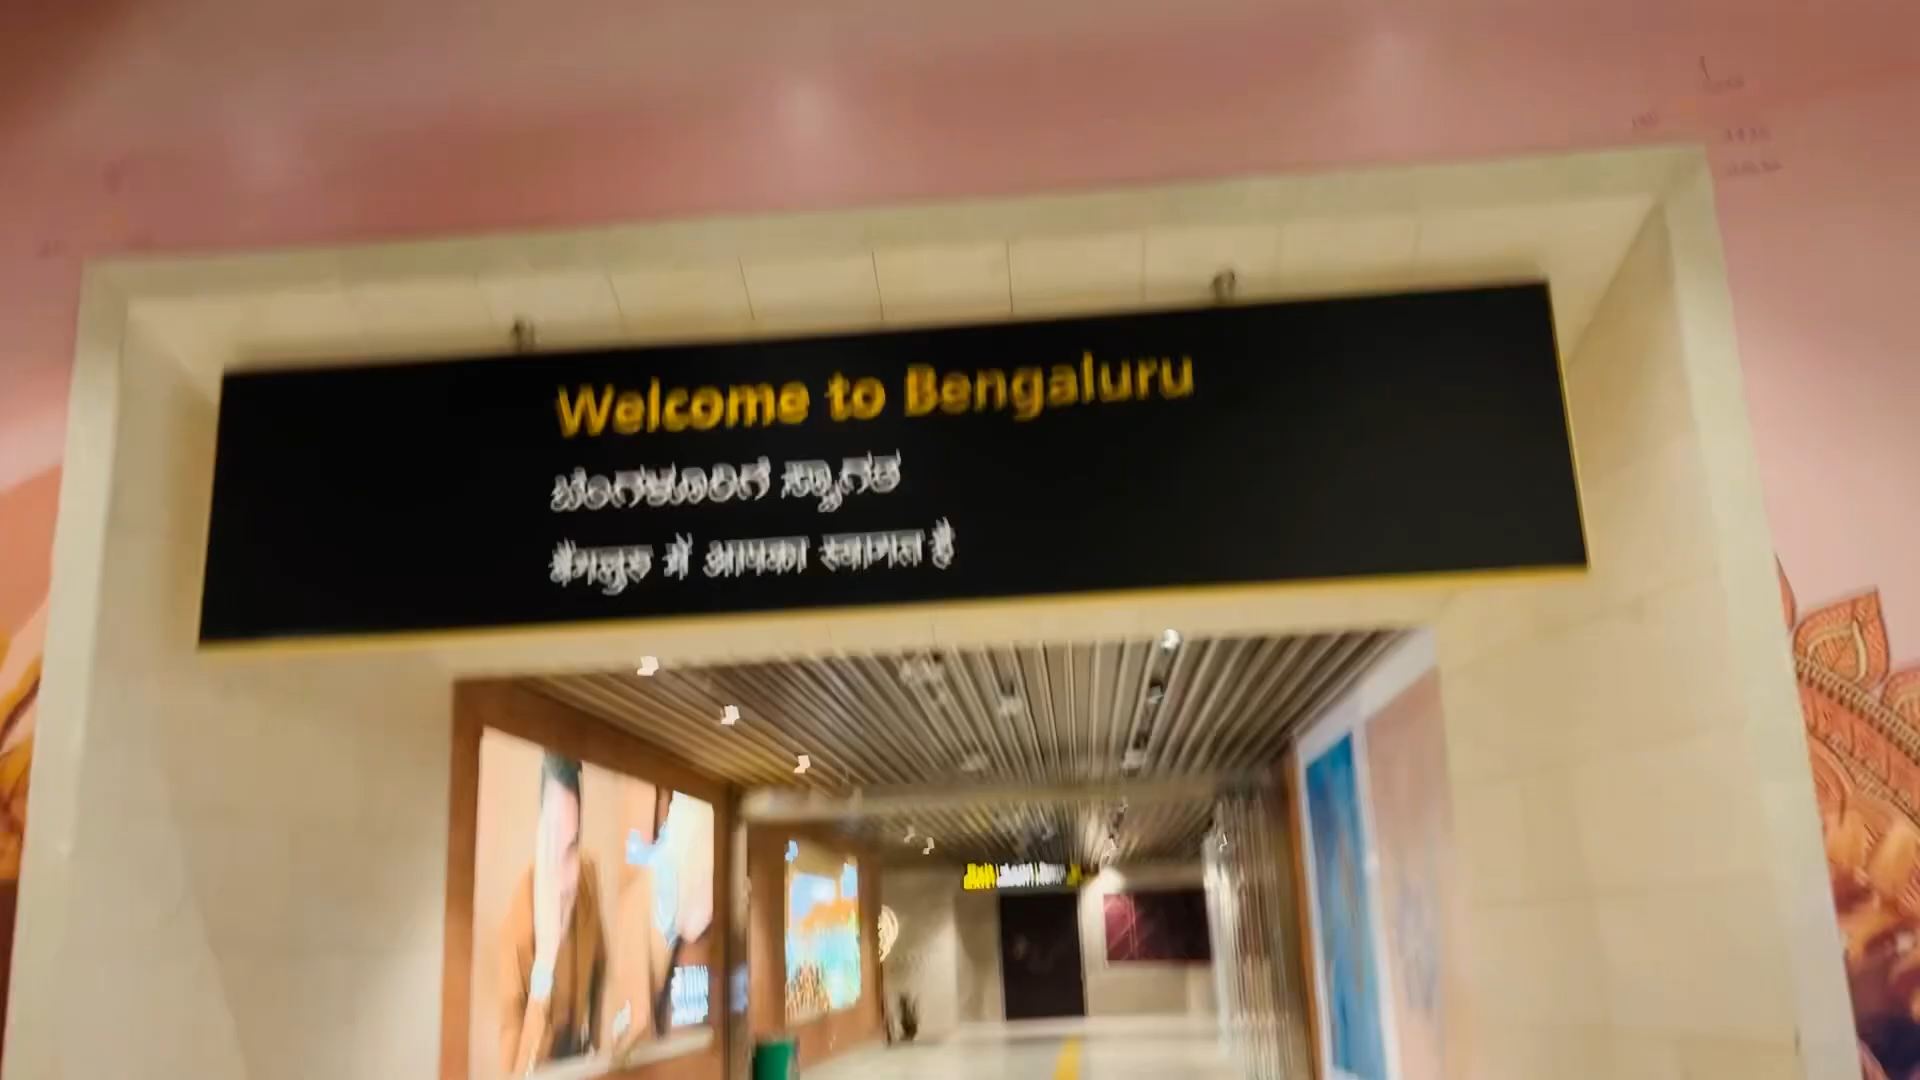 Welcome to Bengaluru
ಬೆಂಗಳೂರಿಗೆ ಸ್ವಾಗತ
बेंगलुरु में आपका स्वागत है